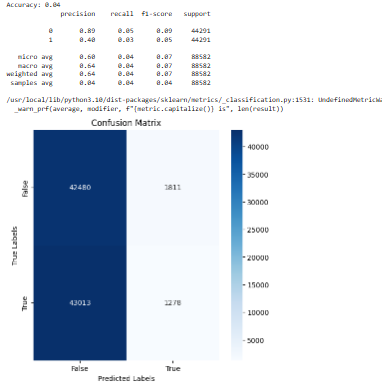 Accuracy: 0.04
precision recall f1-score support
0 0.89 0.05 0.09 44291
1 0.40 0.03 0.05 44291
micro avg 0.60 0.04 0.07 88582
macro avg 0.64 0.04 0.07 88582
weighted avg 0.64 0.04 0.07 88582
samples avg 0.04 0.04 0.04 88582
/usr/local/lib/python3.10/dist-packages/sklearn/metrics/_classification.py:1531: UndefinedMetricWa
_warn_prf(average, modifier, f"{metric.capitalize()} is", len(result))
Confusion Matrix
True Labels
False
42480
1811
True
43013
1278
False
True
Predicted Labels
40000
35000
30000
25000
20000
15000
10000
5000